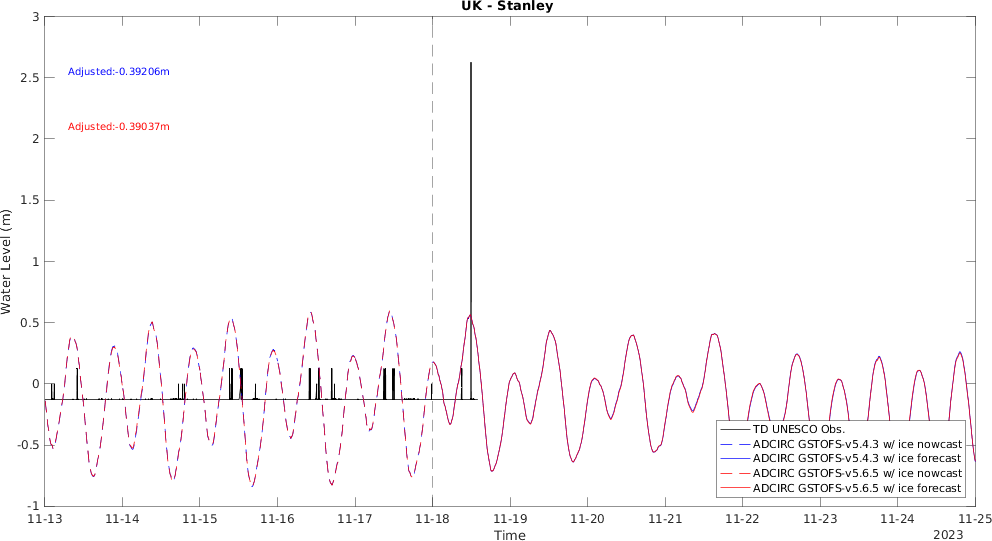 UK - Stanley
3
2.5
2
1.5
1
0.5
0
-0.5
-1
Water Level (m)
Adjusted:-0.39206m
Adjusted:-0.39037m
TD UNESCO Obs.
ADCIRC GSTOFS-v5.4.3 w/ ice nowcast
ADCIRC GSTOFS-v5.4.3 w/ ice forecast
ADCIRC GSTOFS-v5.6.5 w/ ice nowcast
ADCIRC GSTOFS-v5.6.5 w/ ice forecast
11-13 11-14 11-15 11-16 11-17 11-18 11-19 11-20 11-21 11-22 11-23 11-24 11-25
Time
2023